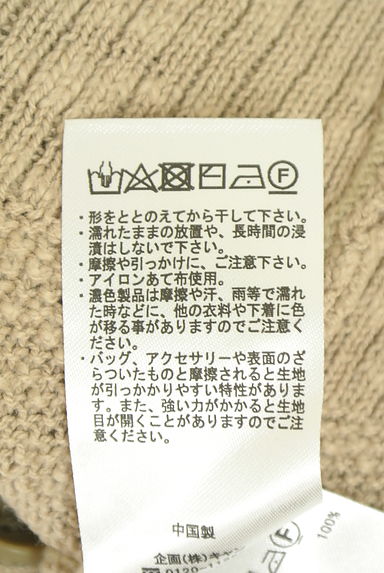 ・形をととのえてから干して下さい。
・濡れたままの放置や、長時間の浸
漬はしないで下さい。
・摩擦や引っかけに、ご注意下さい。
・アイロンあて布使用。
・濃色製品は摩擦や汗、雨等で濡れ
た時などに、他の衣料や下着に色
が移る事がありますのでご注意く
ださい。
・バッグ、アクセサリーや表面のざ
らついたものと摩擦されると生地
が引っかかりやすい特性がありま
す。また、強い力がかかると生地
目が開くことがありますのでご注
意ください。
中国製
企画(株)キャン
0120-
100%
F
F